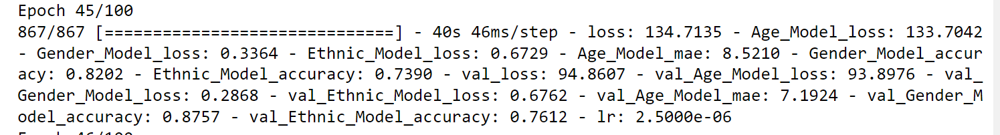 Epoch 45/100
867/867 [==============================] - 40s 46ms/step - loss: 134.7135 - Age_Model_loss: 133.7042
- Gender_Model_loss: 0.3364 - Ethnic_Model_loss: 0.6729 - Age_Model_mae: 8.5210 - Gender_Model_accur
acy: 0.8202 - Ethnic_Model_accuracy: 0.7390 - val_loss: 94.8607 - val_Age_Model_loss: 93.8976 - val_
Gender_Model_loss: 0.2868 - val_Ethnic_Model_loss: 0.6762 - val_Age_Model_mae: 7.1924 - val_Gender_M
odel_accuracy: 0.8757 - val_Ethnic_Model_accuracy: 0.7612 - lr: 2.5000e-06
Epoch 46/100